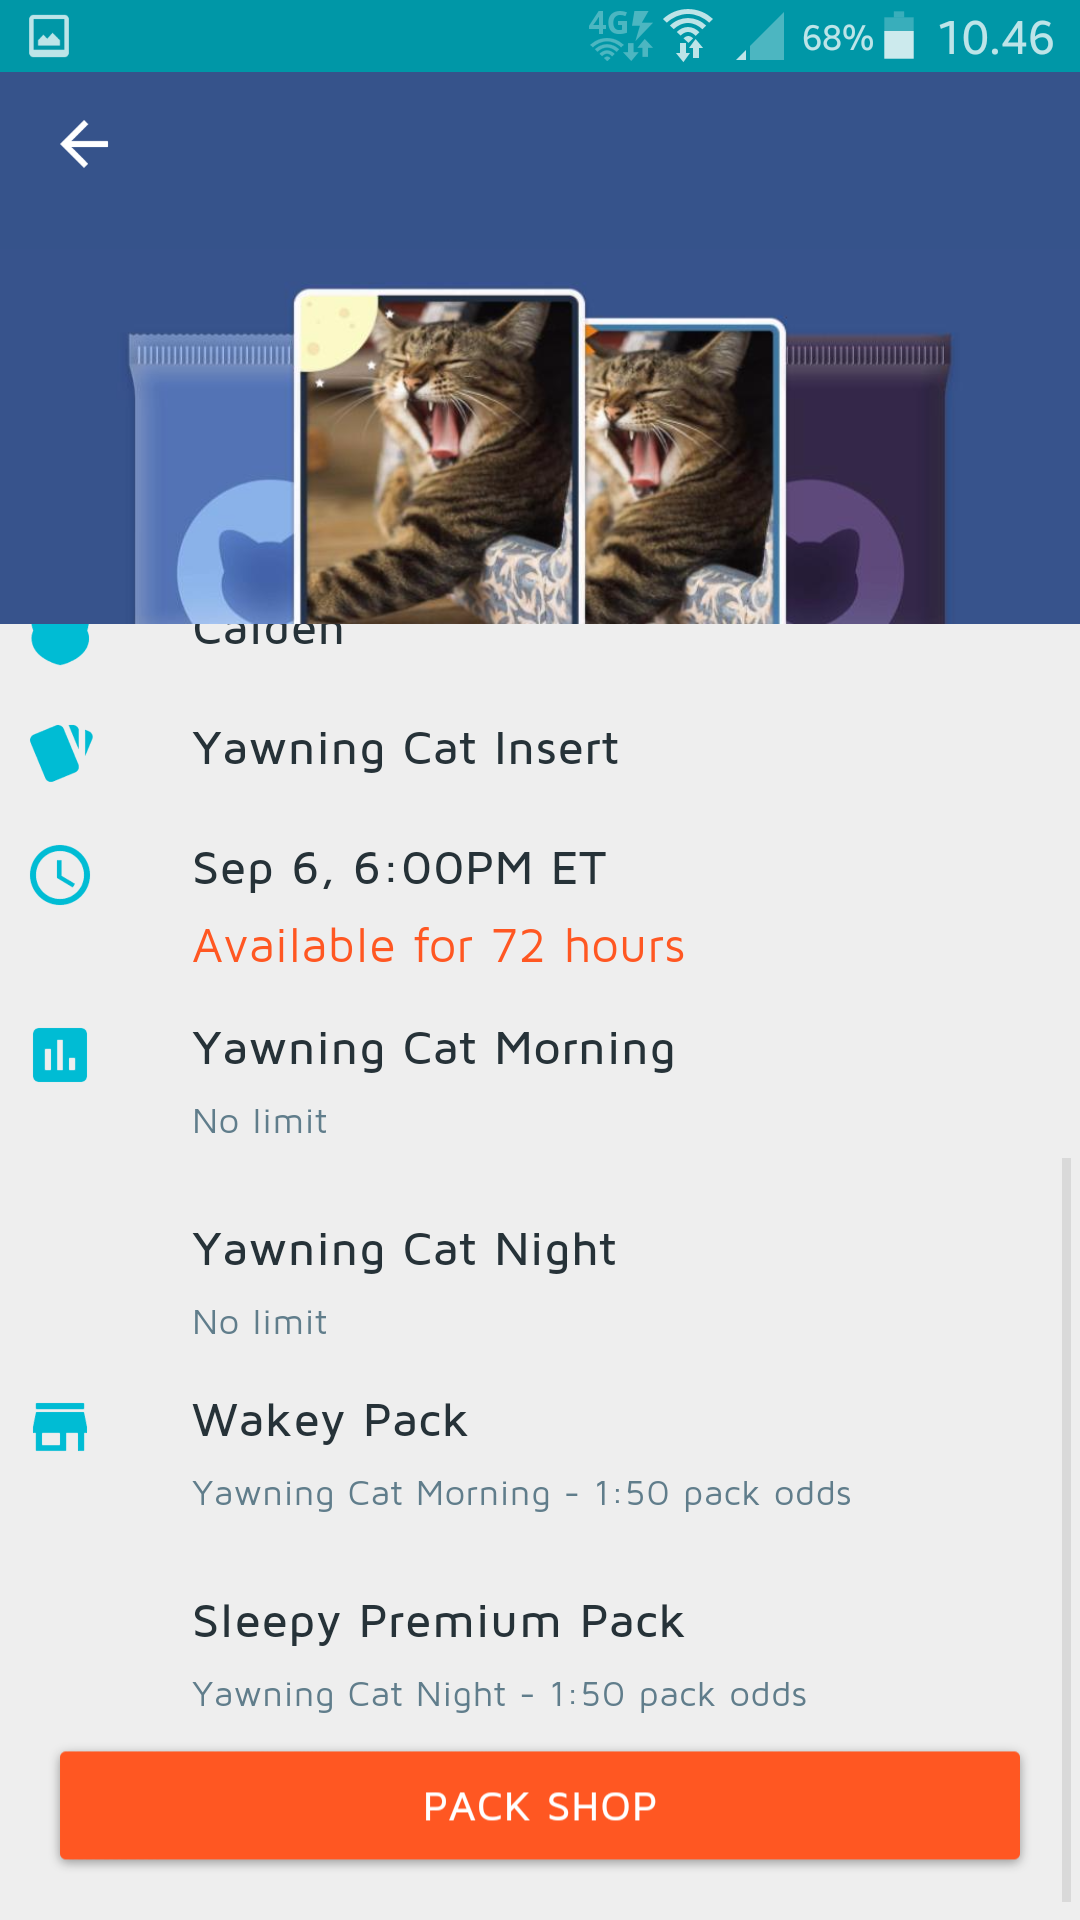 4G 68% 10.46
Calden
Yawning Cat Insert
Sep 6, 6:00PM ET
Available for 72 hours
Yawning Cat Morning
No limit
Yawning Cat Night
No limit
Wakey Pack
Yawning Cat Morning - 1:50 pack odds
Sleepy Premium Pack
Yawning Cat Night - 1:50 pack odds
PACK SHOP